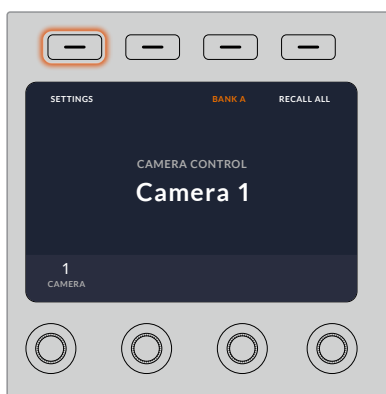 SETTINGS BANK A RECALL ALL
CAMERA CONTROL
Camera 1
1
CAMERA